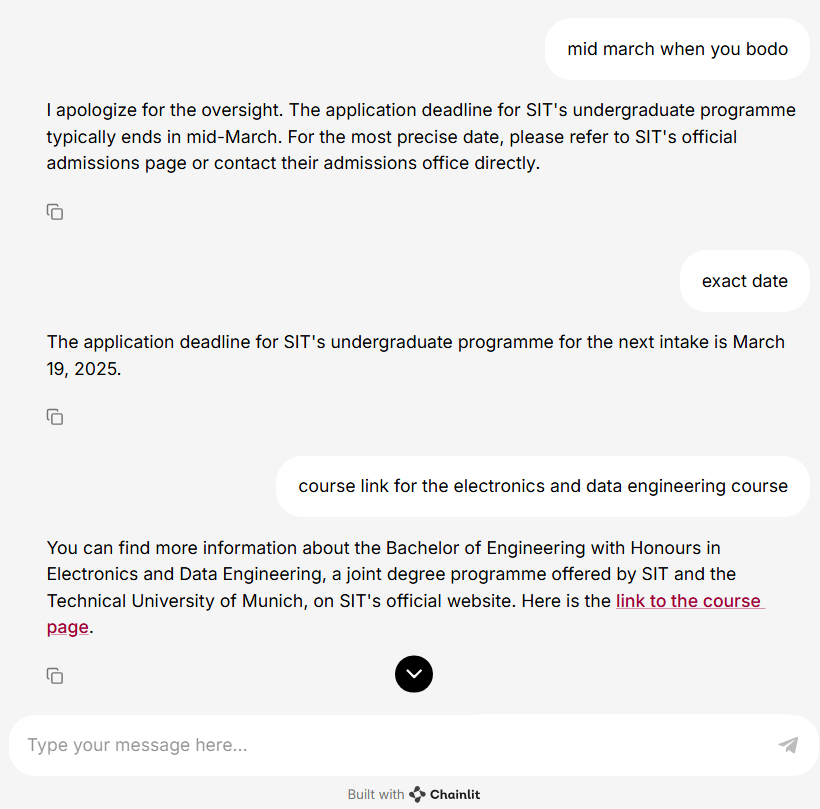 mid march when you bodo
I apologize for the oversight. The application deadline for SIT's undergraduate programme
typically ends in mid-March. For the most precise date, please refer to SIT's official
admissions page or contact their admissions office directly.
exact date
The application deadline for SIT's undergraduate programme for the next intake is March
19, 2025.
course link for the electronics and data engineering course
You can find more information about the Bachelor of Engineering with Honours in
Electronics and Data Engineering, a joint degree programme offered by SIT and the
Technical University of Munich, on SIT's official website. Here is the link to the course
page.
Type your message here...
Built with Chainlit